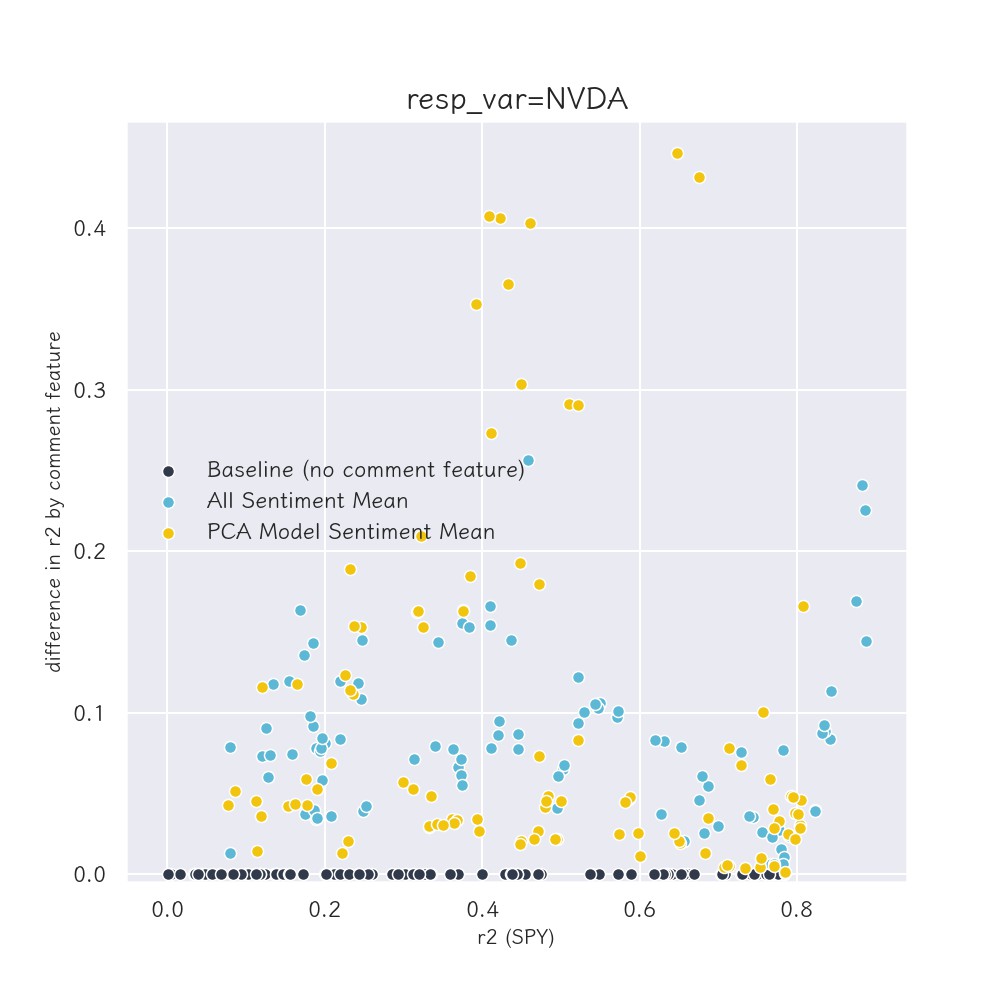 resp_var=NVDA
difference in r2 by comment feature
0.4
0.3
0.2
0.1
0.0
Baseline (no comment feature)
All Sentiment Mean
PCA Model Sentiment Mean
0.0 0.2 0.4 0.6 0.8
r2 (SPY)